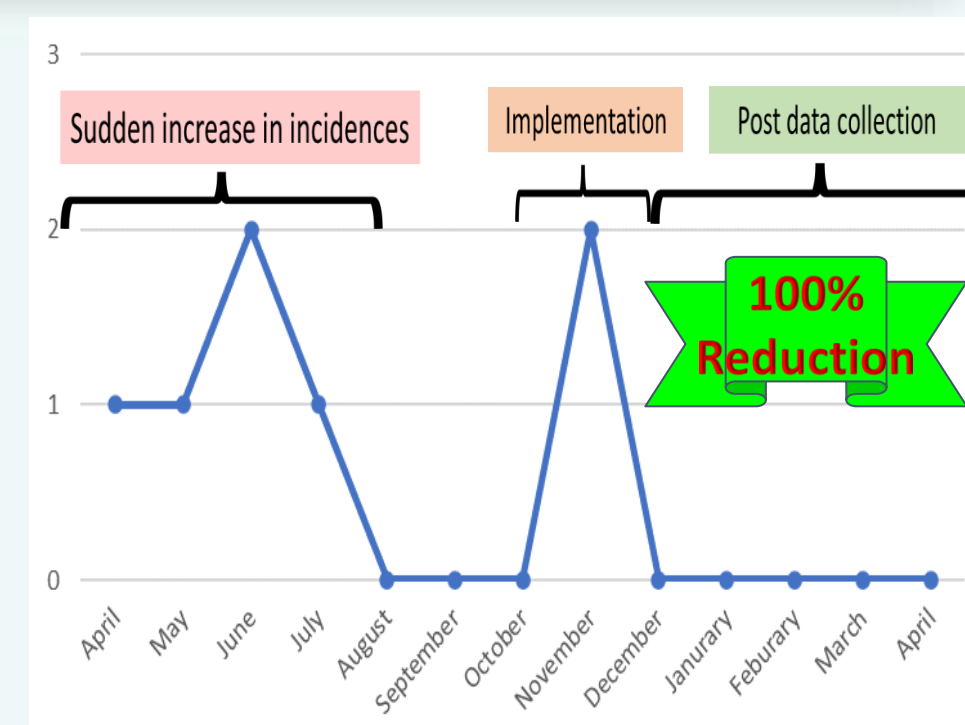 3
Sudden increase in incidences
Implementation
Post data collection
2
100%
Reduction
1
0
April
May
June
July
August
September
October
November
December
Janurary
Feburary
March
April